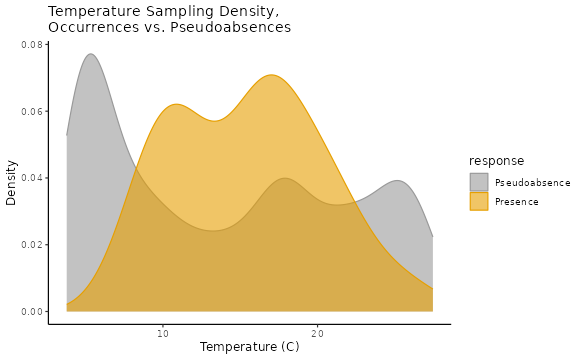 Temperature Sampling Density,
Occurrences vs. Pseudoabsences
0.08
0.06
0.04
0.02
0.00
Density
10
20
Temperature (C)
response
Pseudoabsence
Presence